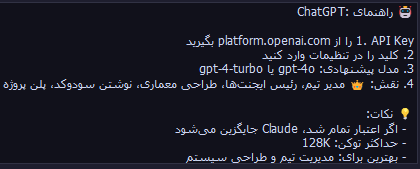 🤖 راهنمای ChatGPT:
1. API Key را از platform.openai.com بگیرید
2. کلید را در تنظیمات وارد کنید
3. مدل پیشنهادی: gpt-4o یا gpt-4-turbo
4. نقش: 👑 مدیر تیم، رئیس ایجنت‌ها، طراحی معماری، نوشتن سودوکد، پلن پروژه
💡 نکات:
- اگر اعتبار تمام شد، Claude جایگزین می‌شود
- حداکثر توکن: 128K
- بهترین برای: مدیریت تیم و طراحی سیستم